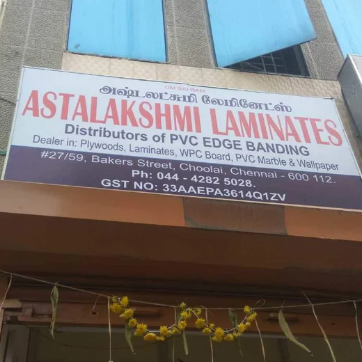 அஷ்டலட்சுமி லேமினேட்ஸ்
ASTALAKSHMI LAMINATES
Distributors of PVC EDGE BANDING
Dealer in: Plywoods, Laminates, WPC Board, PVC Marble & Wallpaper
#27/59, Bakers Street, Choolai, Chennai - 600 112.
Ph: 044 - 4282 5028.
GST NO: 33AAEPA3614Q1ZV